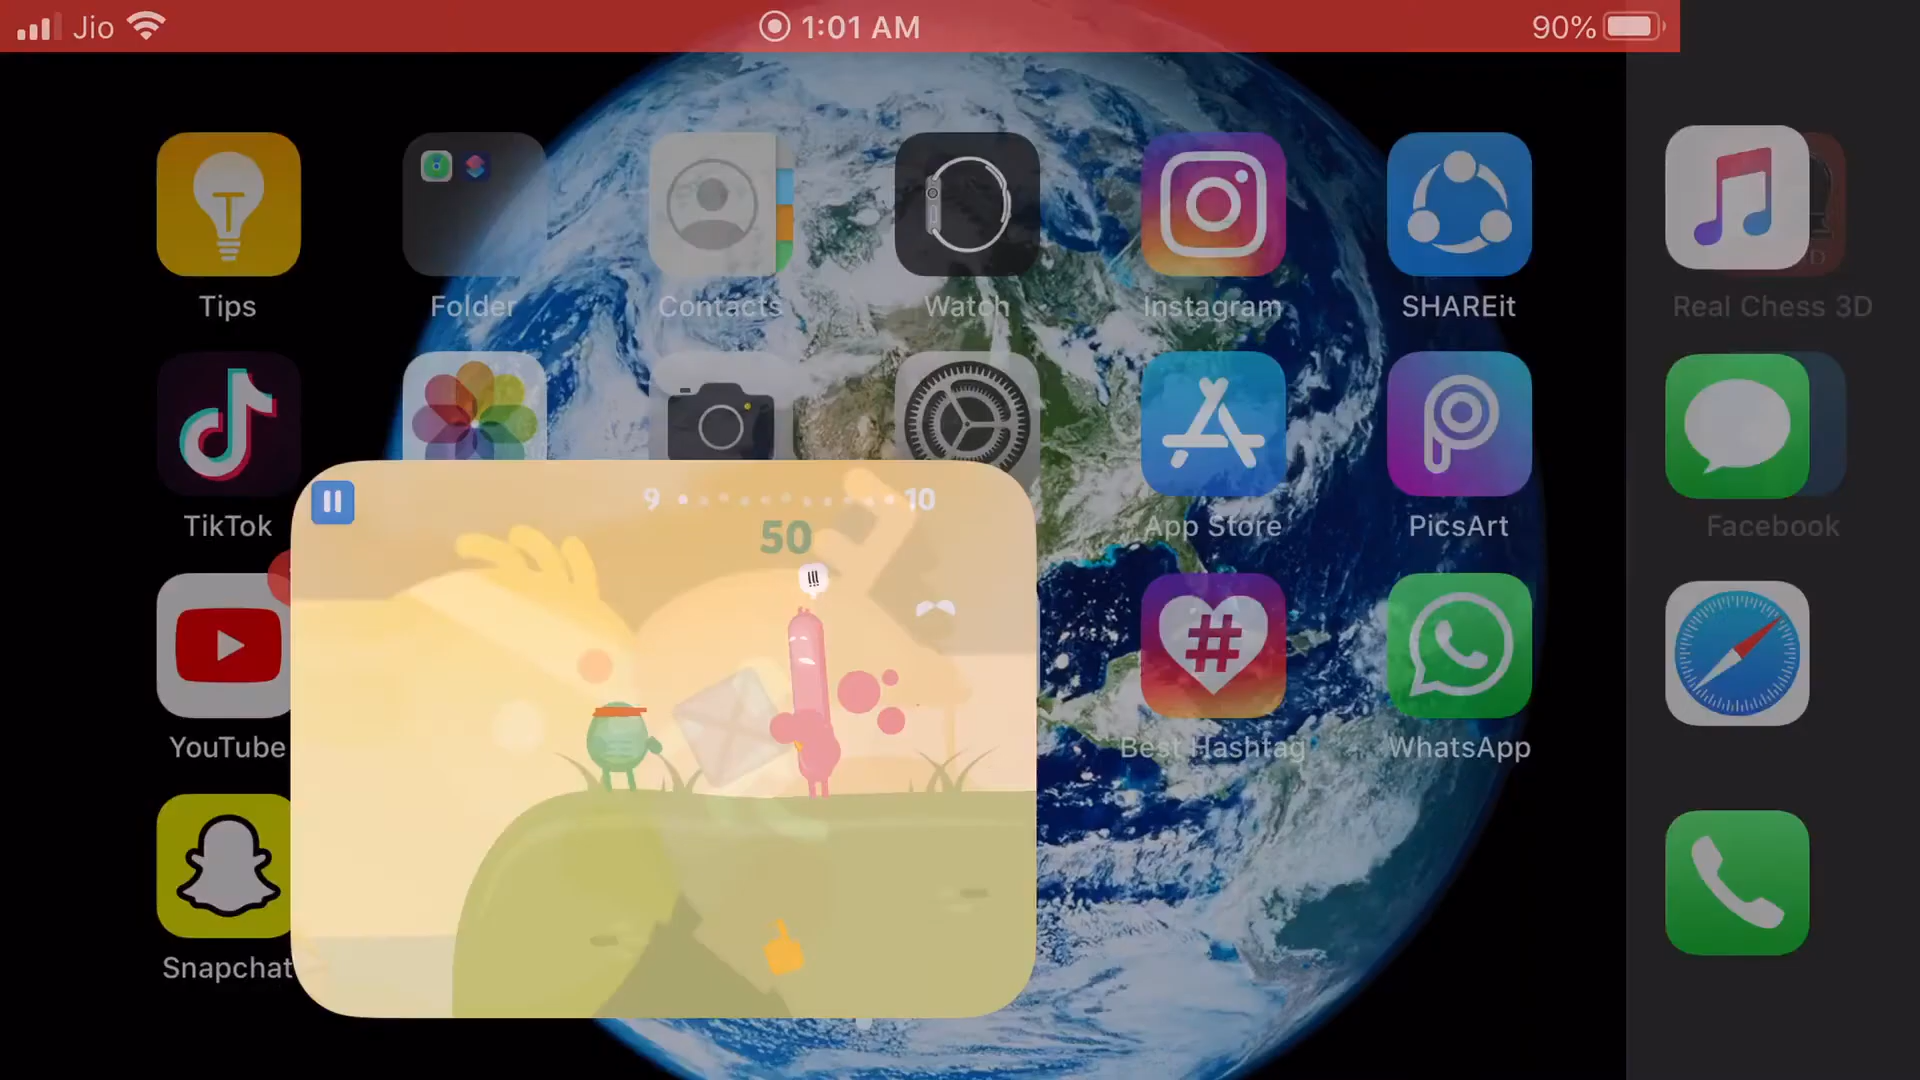 Jio 1:01 AM 90%
Tips Folder Contacts Watch Instagram SHAREit Real Chess 3D
TikTok App Store PicsArt Facebook
9 10
50
!!!
YouTube Best Hashtag WhatsApp
Snapchat